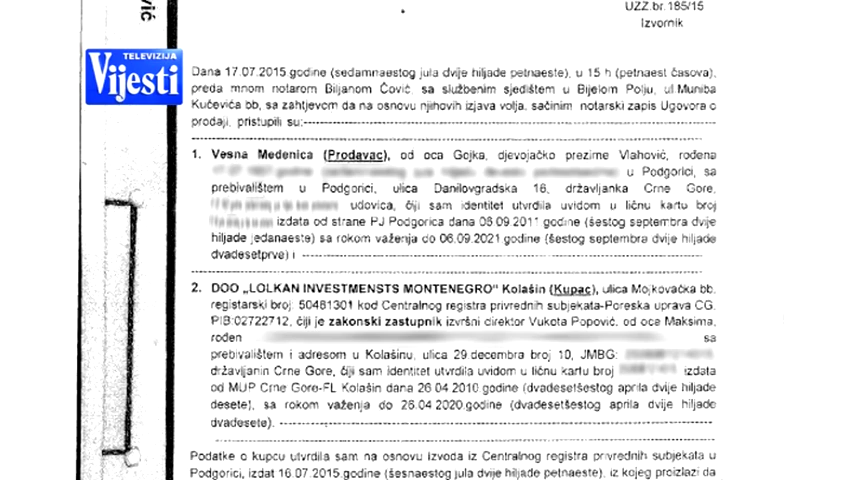 UZZ.br.185/15
Izvornik
ović
TELEVIZIJA
Vijesti
Dana 17.07.2015 godine (sedamnaestog jula dvije hiljade petnaeste), u 15 h (petnaest časova),
preda mnom notarom Biljanom Čović, sa službenim sjedištem u Bijelom Polju, ul.Muniba
Kučevića bb, sa zahtjevom da na osnovu njihovih izjava volja, sačinim notarski zapis Ugovora o
prodaji, pristupili su:
1. Vesna Medenica (Prodavac), od oca Gojka, djevojačko prezime Vlahović, rođena
u Podgorici, sa
prebivalištem u Podgorici, ulica Danilovgradska 16, državljanka Crne Gore,
udovica, čiji sam identitet utvrdila uvidom u ličnu kartu broj
izdata od strane PJ Podgorica dana 06.09.2011 godine (šestog septembra dvije
hiljade jedanaeste) sa rokom važenja do 06.09.2021 godine (šestog septembra dvije hiljade
dvadesetprve) i
2. DOO „LOLKAN INVESTMENSTS MONTENEGRO" Kolašin (Kupac), ulica Mojkovačka bb.
registarski broj: 50461301 kod Centralnog registra privrednih subjekata-Poreska uprava CG,
PIB:02722712, čiji je zakonski zastupnik izvršni direktor Vukota Popović, od oca Maksima,
rođen sa
prebivalištem i adresom u Kolašinu, ulica 29.decembra broj 10, JMBG:
državljanin Crne Gore, čiji sam identitet utvrdila uvidom u ličnu kartu broj izdata
od MUP Crne Gore-FL Kolašin dana 26.04.2010 godine (dvadesetšestog aprila dvije hiljade
desete), sa rokom važenja do 26.04.2020.godine (dvadesetšestog aprila dvije hiljade
dvadesete).
Podatke o kupcu utvrdila sam na osnovu izvoda iz Centralnog registra privrednih subjekata u
Podgorici, izdat 16.07.2015.godine (šesnaestog jula dvije hiljade petnaeste), iz kojeg proizlazi da